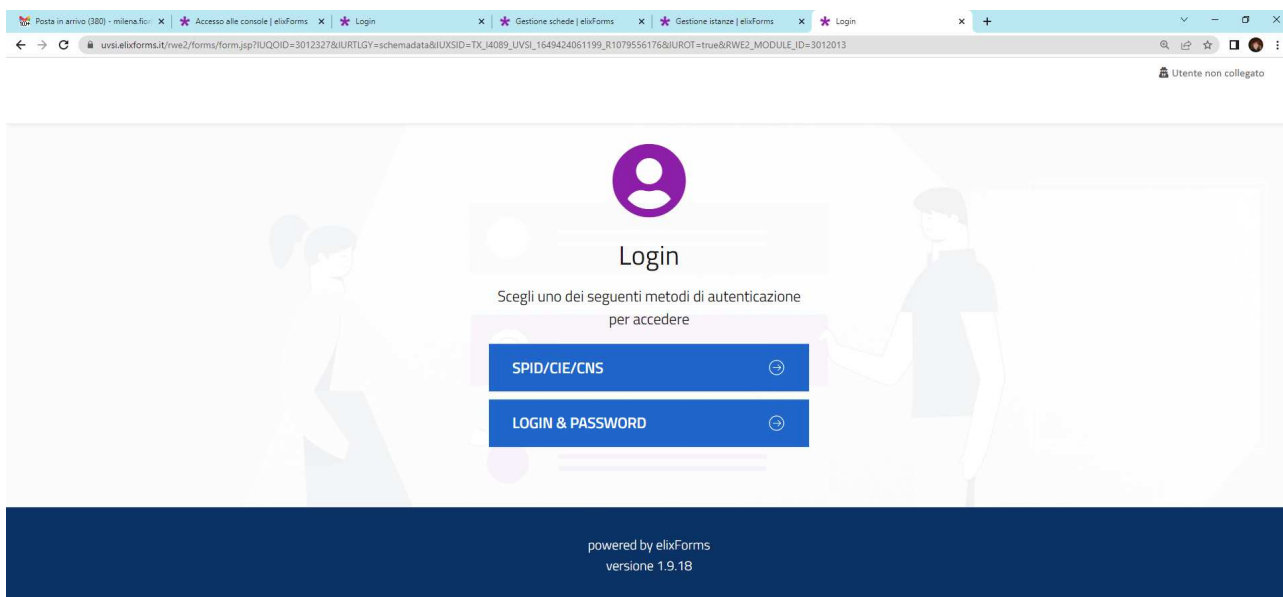 Posta in arrivo (380) - milena.fior
Accesso alle console | elixForms
Login
Gestione schede | elixForms
Gestione istanze | elixForms
Login
uvsi.elixforms.it/rwe2/forms/form.jsp?IUQOID=3012327&IURTLGY=schemadata&IUXSID=TX_I4089_UVSI_1649424061199_R1079556176&IUROT=true&RWE2_MODULE_ID=3012013
Utente non collegato
Login
Scegli uno dei seguenti metodi di autenticazione
per accedere
SPID/CIE/CNS
LOGIN & PASSWORD
powered by elixForms
versione 1.9.18